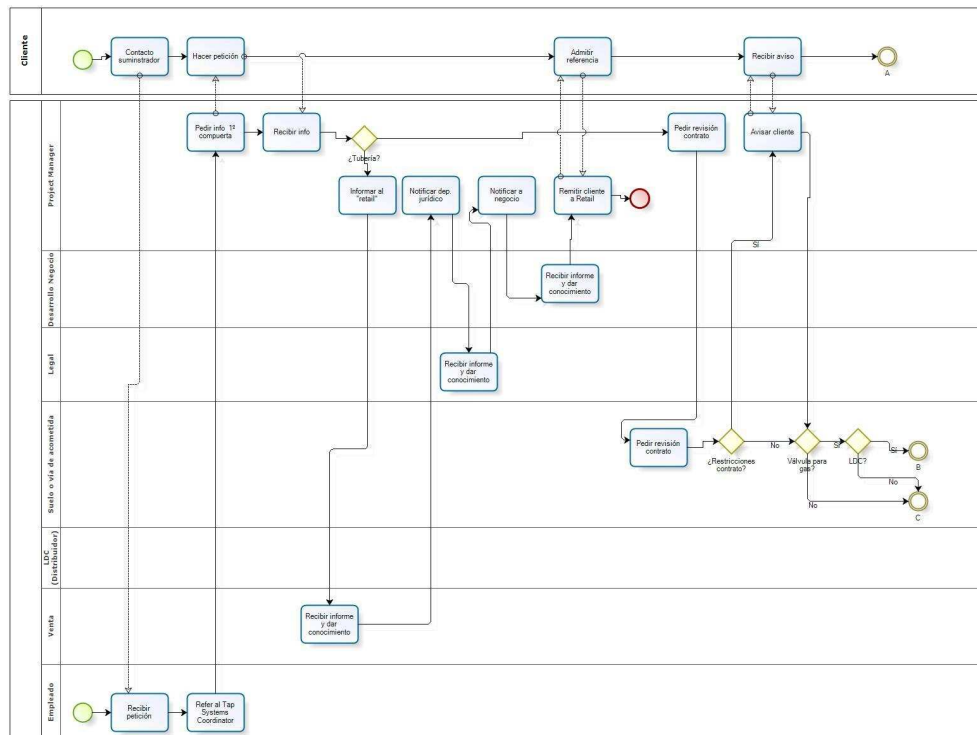 Cliente
Contacto
suminstrador
Hacer petición
Admitir
referencia
Recibir aviso
A
Project Manager
Pedir info 1ª
compuerta
Recibir info
¿Tubería?
Pedir revisión
contrato
Avisar cliente
Informar al
"retail"
Notificar dep.
jurídico
Notificar a
negocio
Remitir cliente
a Retail
Sí
Desarrollo Negocio
Recibir informe
y dar
conocimiento
Legal
Recibir informe
y dar
conocimiento
Suelo o vía de acometida
Pedir revisión
contrato
¿Restricciones
contrato?
No
Válvula para
gas?
Sí
LDC?
Sí
B
No
No
C
LDC
(Distribuidor)
Venta
Recibir informe
y dar
conocimiento
Empleado
Recibir
petición
Refer al Tap
Systems
Coordinator